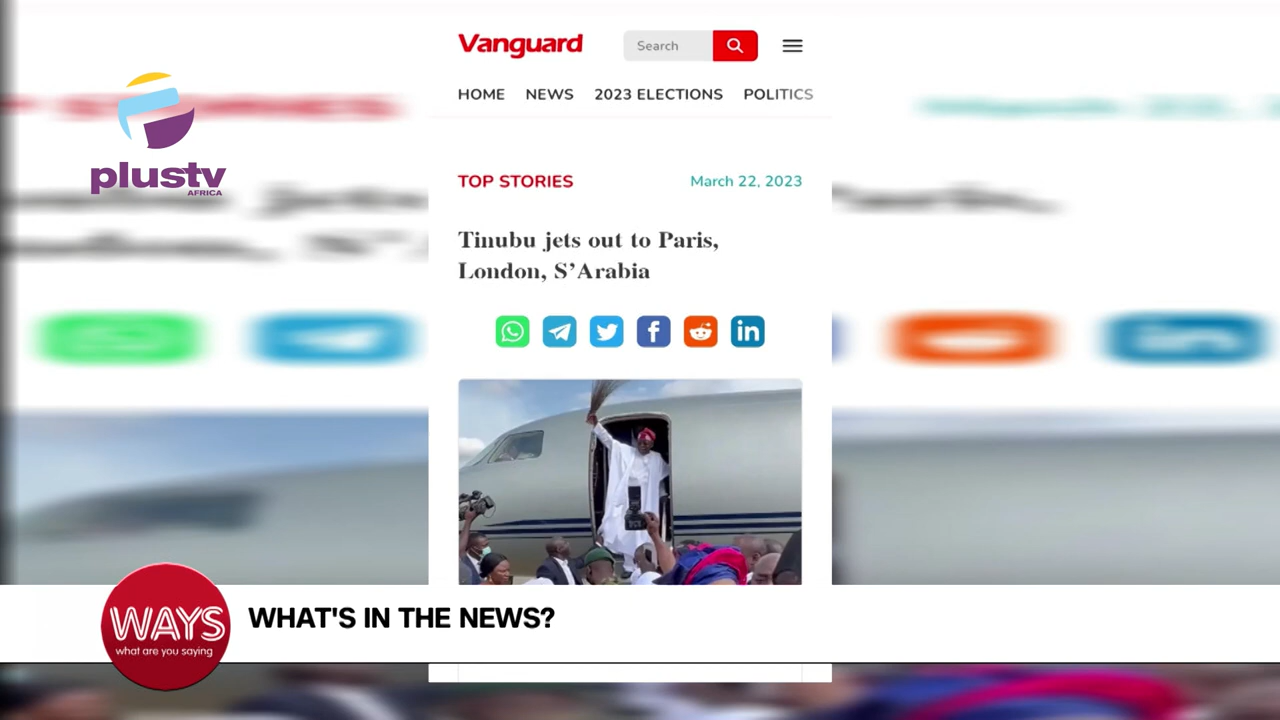 Vanguard
Search
HOME NEWS 2023 ELECTIONS POLITICS
plustv
AFRICA
TOP STORIES March 22, 2023
Tinubu jets out to Paris,
London, S’Arabia
WAYS
what are you saying
WHAT'S IN THE NEWS?